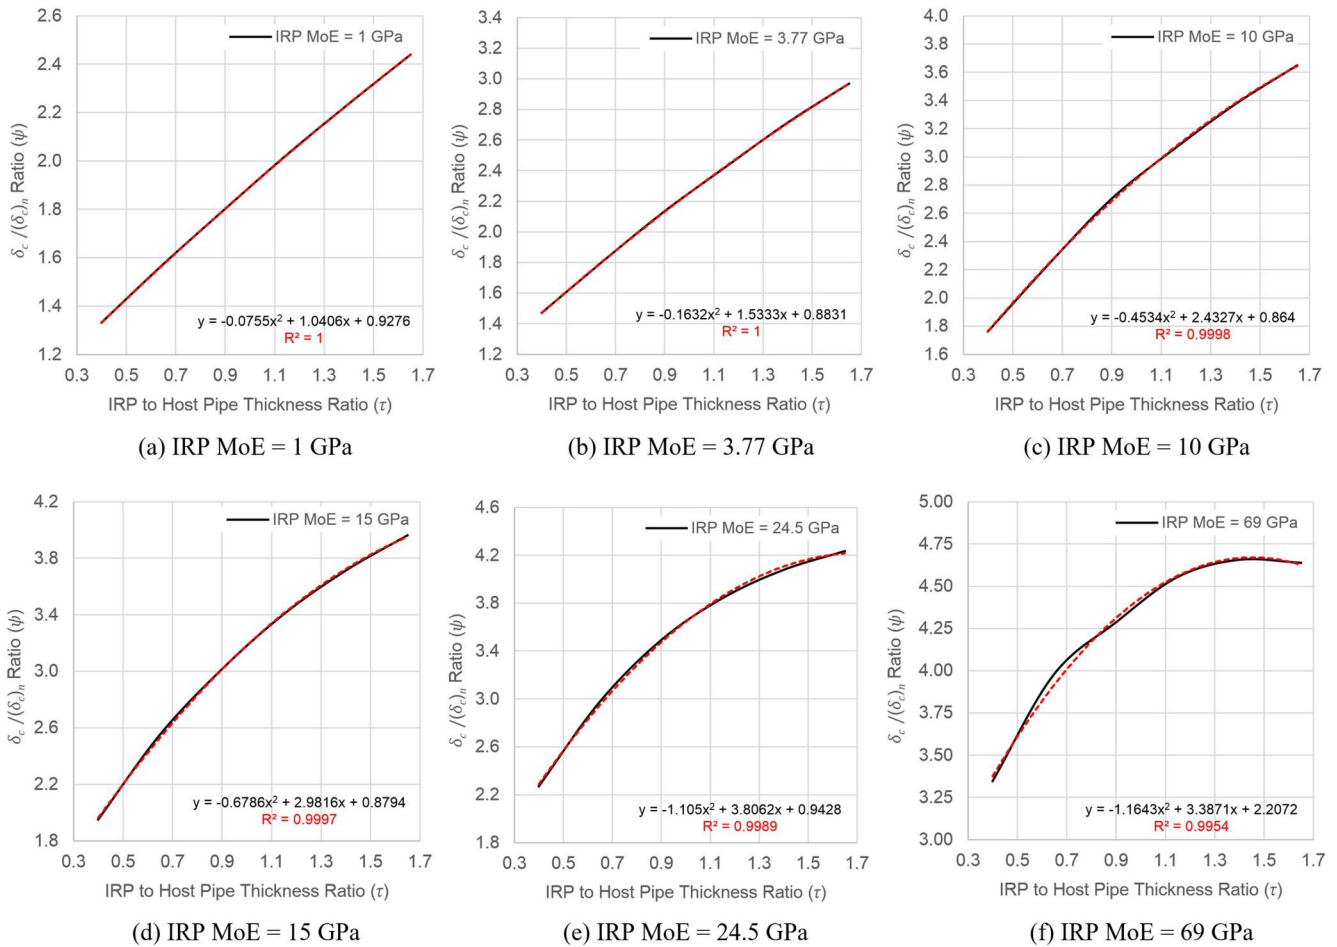 IRP MoE = 1 GPa
2.6
2.4
2.2
2.0
1.8
1.6
1.4
1.2
δc /(δc)n Ratio (ψ)
y = -0.0755x² + 1.0406x + 0.9276
R² = 1
0.3 0.5 0.7 0.9 1.1 1.3 1.5 1.7
IRP to Host Pipe Thickness Ratio (τ)
(a) IRP MoE = 1 GPa
IRP MoE = 3.77 GPa
3.4
3.2
3.0
2.8
2.6
2.4
2.2
2.0
1.8
1.6
1.4
1.2
δc /(δc)n Ratio (ψ)
y = -0.1632x² + 1.5333x + 0.8831
R² = 1
0.3 0.5 0.7 0.9 1.1 1.3 1.5 1.7
IRP to Host Pipe Thickness Ratio (τ)
(b) IRP MoE = 3.77 GPa
IRP MoE = 10 GPa
4.0
3.8
3.6
3.4
3.2
3.0
2.8
2.6
2.4
2.2
2.0
1.8
1.6
δc /(δc)n Ratio (ψ)
y = -0.4534x² + 2.4327x + 0.864
R² = 0.9998
0.3 0.5 0.7 0.9 1.1 1.3 1.5 1.7
IRP to Host Pipe Thickness Ratio (τ)
(c) IRP MoE = 10 GPa
IRP MoE = 15 GPa
4.2
3.8
3.4
3.0
2.6
2.2
1.8
δc /(δc)n Ratio (ψ)
y = -0.6786x² + 2.9816x + 0.8794
R² = 0.9997
0.3 0.5 0.7 0.9 1.1 1.3 1.5 1.7
IRP to Host Pipe Thickness Ratio (τ)
(d) IRP MoE = 15 GPa
IRP MoE = 24.5 GPa
4.6
4.2
3.8
3.4
3.0
2.6
2.2
1.8
δc /(δc)n Ratio (ψ)
y = -1.105x² + 3.8062x + 0.9428
R² = 0.9989
0.3 0.5 0.7 0.9 1.1 1.3 1.5 1.7
IRP to Host Pipe Thickness Ratio (τ)
(e) IRP MoE = 24.5 GPa
IRP MoE = 69 GPa
5.00
4.75
4.50
4.25
4.00
3.75
3.50
3.25
3.00
δc /(δc)n Ratio (ψ)
y = -1.1643x² + 3.3871x + 2.2072
R² = 0.9954
0.3 0.5 0.7 0.9 1.1 1.3 1.5 1.7
IRP to Host Pipe Thickness Ratio (τ)
(f) IRP MoE = 69 GPa